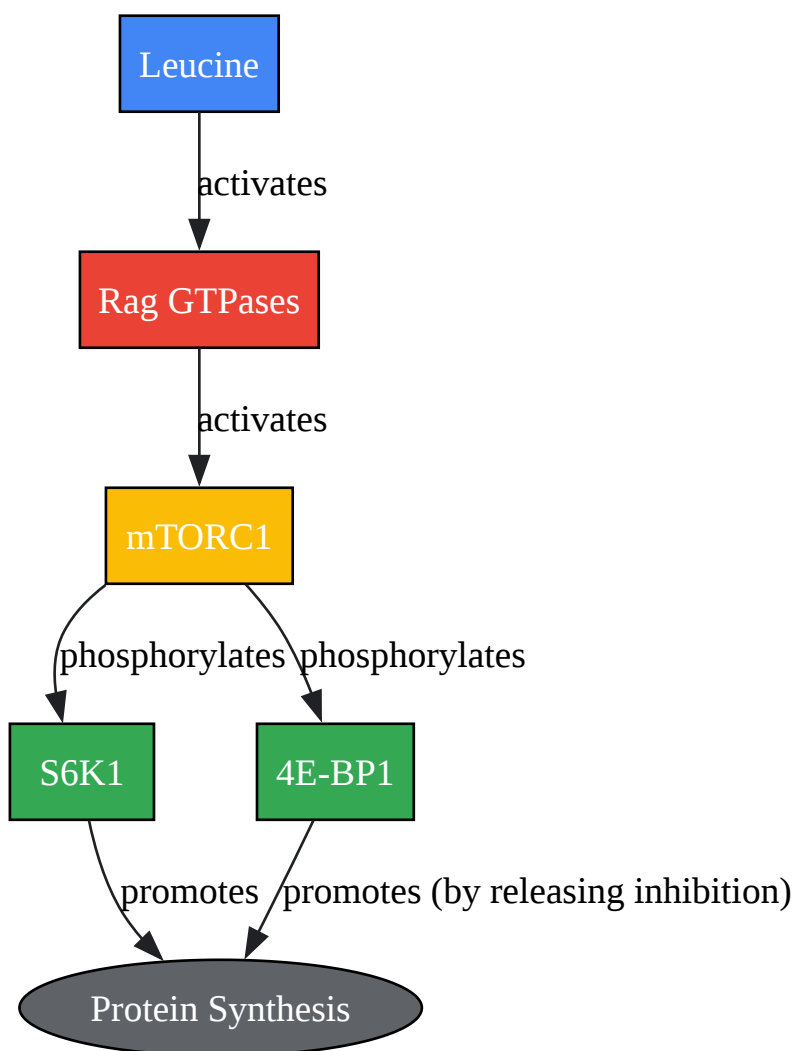 Leucine
activates
Rag GTPases
activates
mTORC1
phosphorylates
phosphorylates
S6K1
4E-BP1
promotes
promotes (by releasing inhibition)
Protein Synthesis